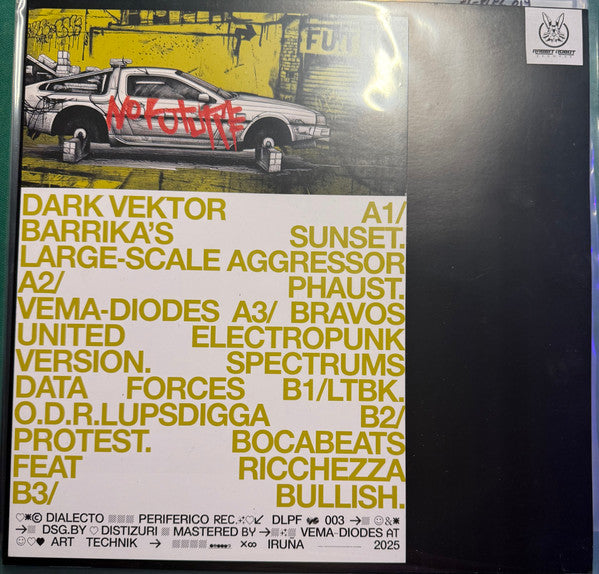 FUT
RABBIT ROBOT
NO FUTURE
DARK VEKTOR A1/
BARRIKA'S SUNSET.
LARGE-SCALE AGGRESSOR
A2/ PHAUST.
VEMA-DIODES A3/ BRAVOS
UNITED ELECTROPUNK
VERSION. SPECTRUMS
DATA FORCES B1/LTBK.
O.D.R.LUPSDIGGA B2/
PROTEST. BOCABEATS
FEAT RICCHEZZA
B3/ BULLISH.
♡✷© DIALECTO ▒▒▒ PERIFERICO REC. ♡↙ DLPF 003 →▒ ☺&✷
→▒ DSG.BY ♡ DISTIZURI ▒ MASTERED BY →▒ ▒ VEMA-DIODES AT
☺♡♥ ART TECHNIK → ▒▒▒▒ ×∞ IRUNA 2025